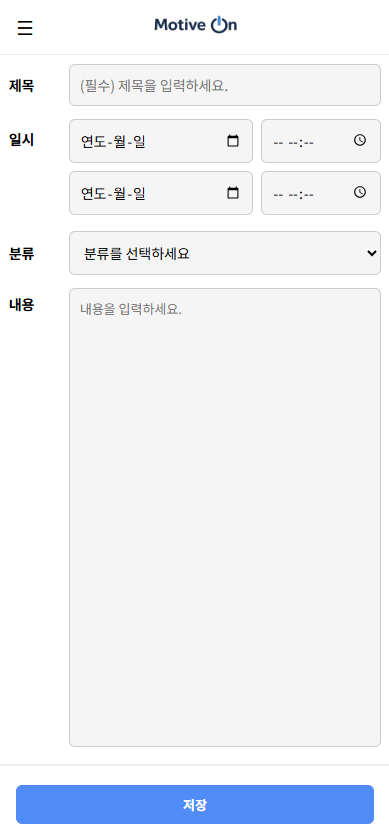 ☰
Motive On
제목
(필수) 제목을 입력하세요.
일시
연도-월-일
-- --:--
연도-월-일
-- --:--
분류
분류를 선택하세요
내용
내용을 입력하세요.
저장